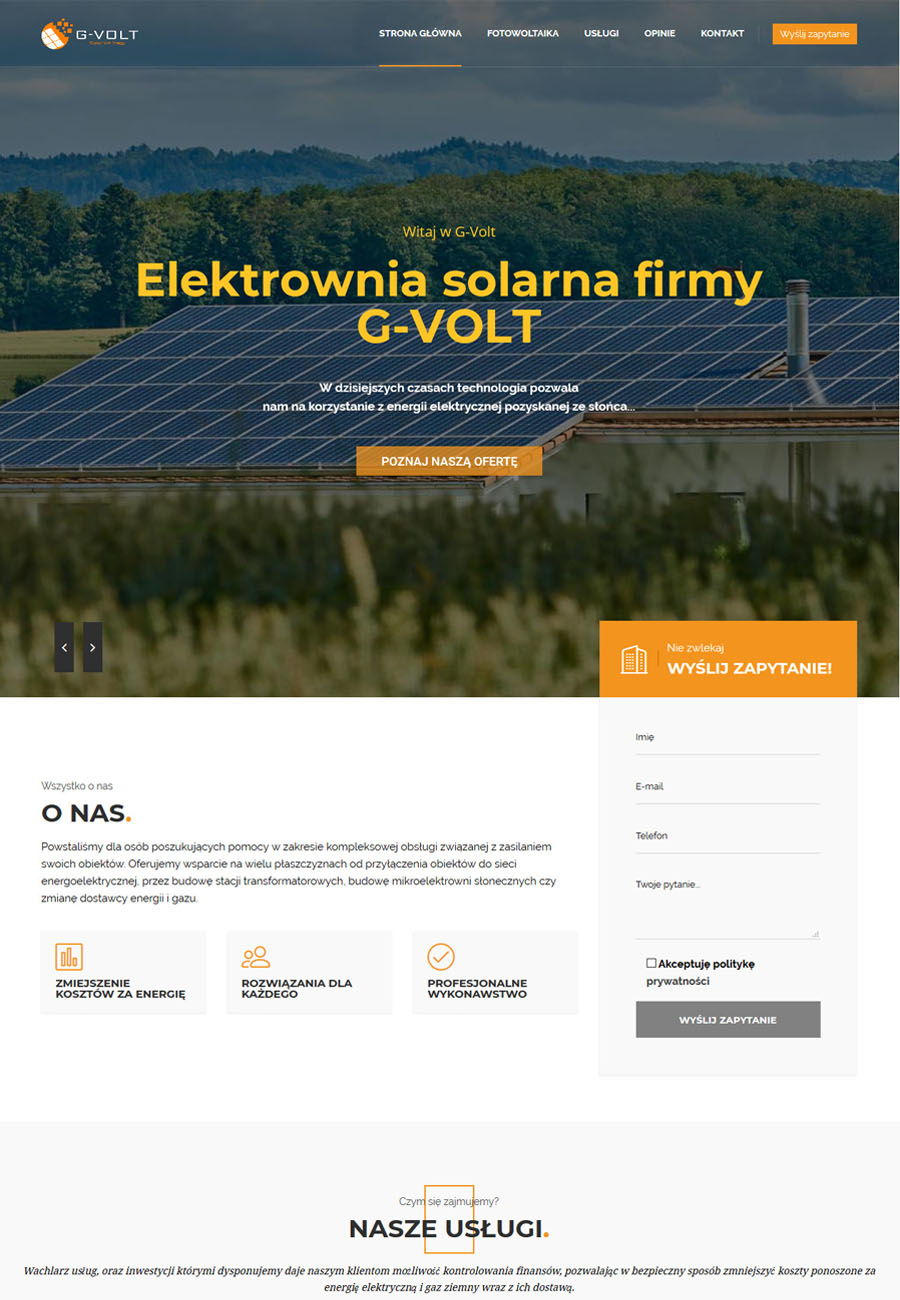 G-VOLT
STRONA GŁÓWNA
FOTOWOLTAIKA
USŁUGI
OPINIE
KONTAKT
Wyślij zapytanie
Witaj w G-Volt
Elektrownia solarna firmy
G-VOLT
W dzisiejszych czasach technologia pozwala
nam na korzystanie z energii elektrycznej pozyskanej ze słońca...
POZNAJ NASZĄ OFERTĘ
Nie zwlekaj
WYŚLIJ ZAPYTANIE!
Imię
E-mail
Telefon
Twoje pytanie...
Akceptuję politykę
prywatności
WYŚLIJ ZAPYTANIE
Wszystko o nas
O NAS.
Powstaliśmy dla osób poszukujących pomocy w zakresie kompleksowej obsługi związanej z zasilaniem
swoich obiektów. Oferujemy wsparcie na wielu płaszczyznach od przyłączenia obiektów do sieci
energoelektrycznej, przez budowę stacji transformatorowych, budowę mikroelektrowni słonecznych czy
zmianę dostawcy energii i gazu.
ZMIEJSZENIE
KOSZTÓW ZA ENERGIĘ
ROZWIĄZANIA DLA
KAŻDEGO
PROFESJONALNE
WYKONAWSTWO
Czym się zajmujemy?
NASZE USŁUGI.
Wachlarz usług, oraz inwestycji którymi dysponujemy daje naszym klientom możliwość kontrolowania finansów, pozwalając w bezpieczny sposób zmniejszyć koszty ponoszone za
energię elektryczną i gaz ziemny wraz z ich dostawą.